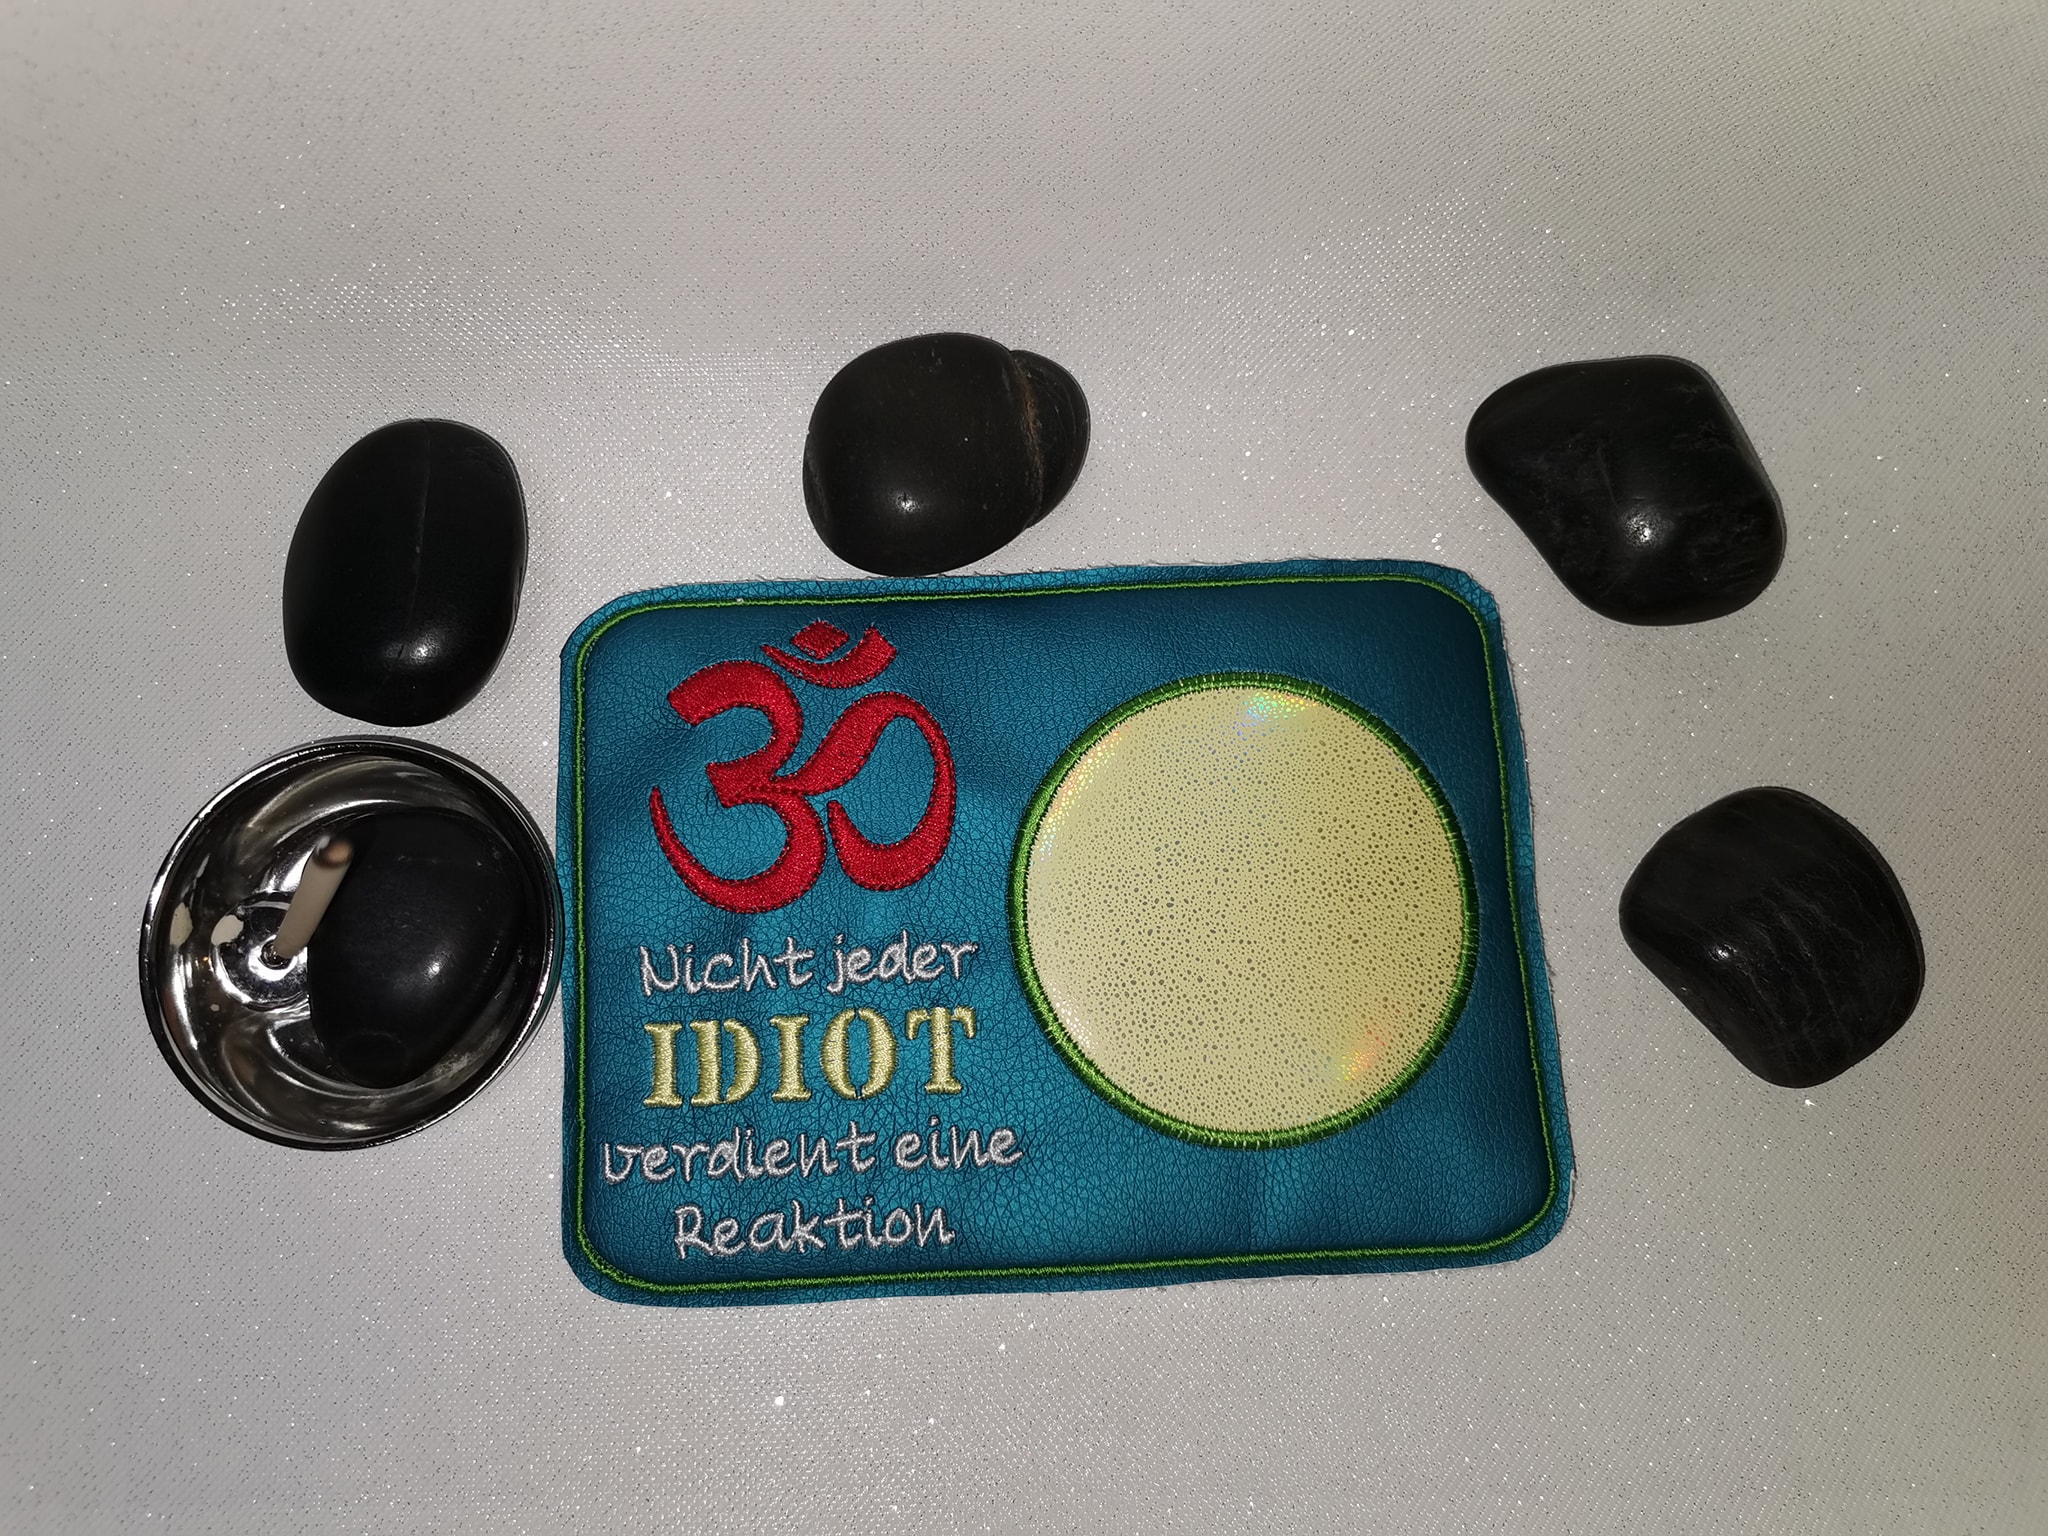 ॐ
Nicht jeder
IDIOT
verdient eine
Reaktion